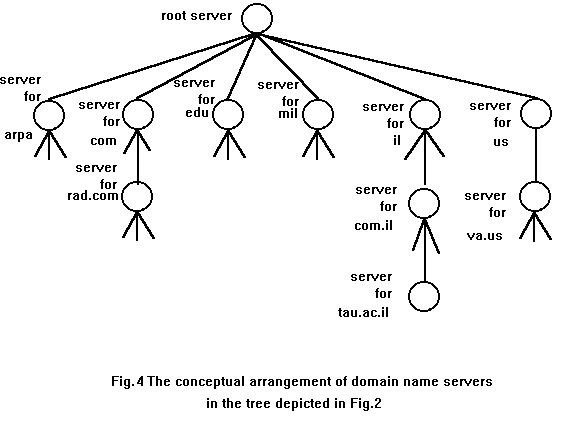 root server
server
for
arpa
server
for
com
server
for
edu
server
for
mil
server
for
il
server
for
us
server
for
rad.com
server
for
com.il
server
for
va.us
server
for
tau.ac.il
Fig.4 The conceptual arrangement of domain name servers
in the tree depicted in Fig.2